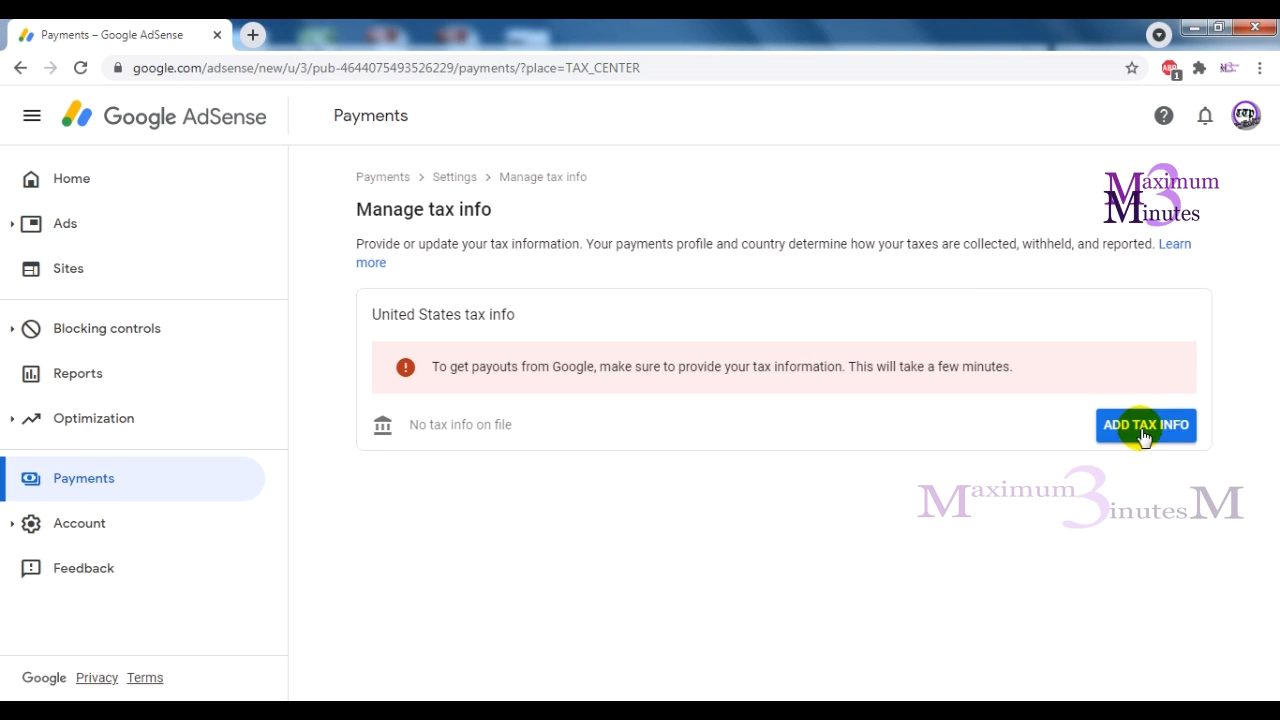 Payments – Google AdSense
google.com/adsense/new/u/3/pub-4644075493526229/payments/?place=TAX_CENTER
ABP
1
Google AdSense
Payments
Home
Ads
Sites
Blocking controls
Reports
Optimization
Payments
Account
Feedback
Google Privacy Terms
Payments > Settings > Manage tax info
Manage tax info
Provide or update your tax information. Your payments profile and country determine how your taxes are collected, withheld, and reported. Learn
more
United States tax info
To get payouts from Google, make sure to provide your tax information. This will take a few minutes.
No tax info on file
ADD TAX INFO
Maximum
3
Minutes
Maximum 3 inutes M